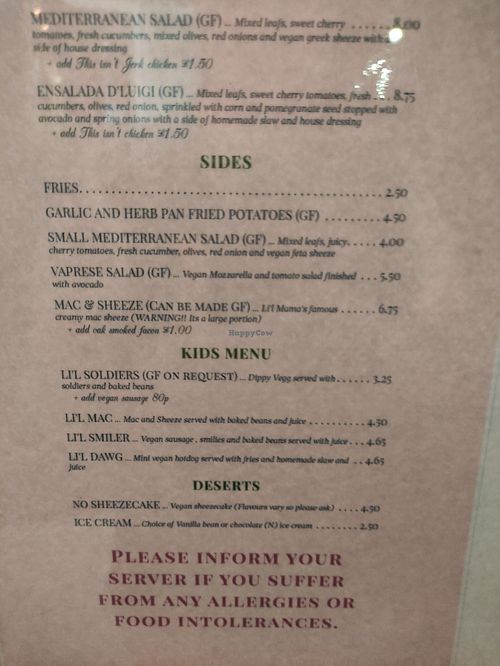 MEDITERRANEAN SALAD (GF) ... Mixed leafs, sweet cherry ...... 8.00
tomatoes, fresh cucumbers, mixed olives, red onions and vegan greek sheeze with a
side of house dressing
+ add This isn't Jerk chicken £1.50
ENSALADA D'LUIGI (GF) ... Mixed leafs, sweet cherry tomatoes, fresh ... 8.75
cucumbers, olives, red onion, sprinkled with corn and pomegranate seed stopped with
avocado and spring onions with a side of homemade slaw and house dressing
+ add This isn't chicken £1.50
SIDES
FRIES............................................. 2.50
GARLIC AND HERB PAN FRIED POTATOES (GF) ......... 4.50
SMALL MEDITERRANEAN SALAD (GF) ... Mixed leafs, juicy..... 4.00
cherry tomatoes, fresh cucumber, olives, red onion and vegan feta sheeze
VAPRESE SALAD (GF) ... Vegan Mozzarella and tomato salad finished ... 5.50
with avocado
MAC & SHEEZE (CAN BE MADE GF) ... Li'l Mama's famous ...... 6.75
creamy mac sheeze (WARNING!! Its a large portion)
+ add oak smoked facon £1.00
HappyCow
KIDS MENU
LI'L SOLDIERS (GF ON REQUEST) ... Dippy Vegg served with ...... 3.25
soldiers and baked beans
+ add vegan sausage 80p
LI'L MAC ... Mac and Sheeze served with baked beans and juice .......... 4.50
LI'L SMILER ... Vegan sausage, smilies and baked beans served with juice ... 4.65
LI'L DAWG ... Mini vegan hotdog served with fries and homemade slaw and .. 4.65
juice
DESERTS
NO SHEEZECAKE ... Vegan sheezecake (Flavours vary so please ask) .... 4.50
ICE CREAM ... Choice of Vanilla bean or chocolate (N) ice cream ........ 2.50
PLEASE INFORM YOUR
SERVER IF YOU SUFFER
FROM ANY ALLERGIES OR
FOOD INTOLERANCES.